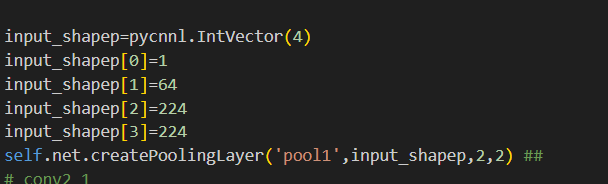 input_shapep=pycnnl.IntVector(4)
input_shapep[0]=1
input_shapep[1]=64
input_shapep[2]=224
input_shapep[3]=224
self.net.createPoolingLayer('pool1',input_shapep,2,2) ##
# conv2_1